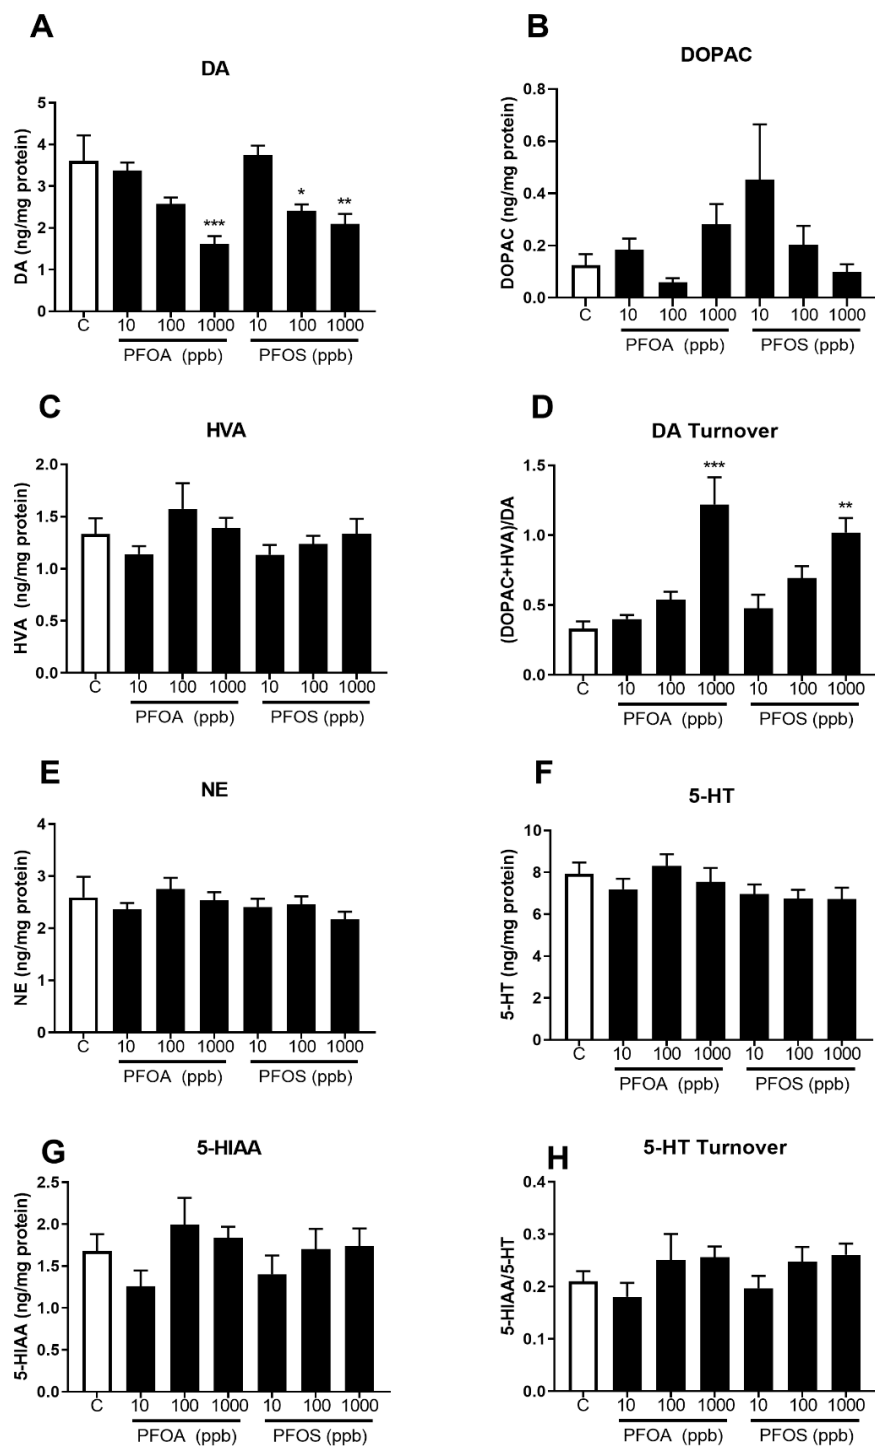 A
DA
DA (ng/mg protein)
5
4
3
2
1
0
***
*
**
C 10 100 1000 10 100 1000
PFOA (ppb) PFOS (ppb)
B
DOPAC
DOPAC (ng/mg protein)
0.8
0.6
0.4
0.2
0.0
C 10 100 1000 10 100 1000
PFOA (ppb) PFOS (ppb)
C
HVA
HVA (ng/mg protein)
2.0
1.5
1.0
0.5
0.0
C 10 100 1000 10 100 1000
PFOA (ppb) PFOS (ppb)
D
DA Turnover
(DOPAC+HVA)/DA
1.5
1.0
0.5
0.0
***
**
C 10 100 1000 10 100 1000
PFOA (ppb) PFOS (ppb)
E
NE
NE (ng/mg protein)
4
3
2
1
0
C 10 100 1000 10 100 1000
PFOA (ppb) PFOS (ppb)
F
5-HT
5-HT (ng/mg protein)
10
8
6
4
2
0
C 10 100 1000 10 100 1000
PFOA (ppb) PFOS (ppb)
G
5-HIAA
5-HIAA (ng/mg protein)
2.5
2.0
1.5
1.0
0.5
0.0
C 10 100 1000 10 100 1000
PFOA (ppb) PFOS (ppb)
H
5-HT Turnover
5-HIAA/5-HT
0.4
0.3
0.2
0.1
0.0
C 10 100 1000 10 100 1000
PFOA (ppb) PFOS (ppb)